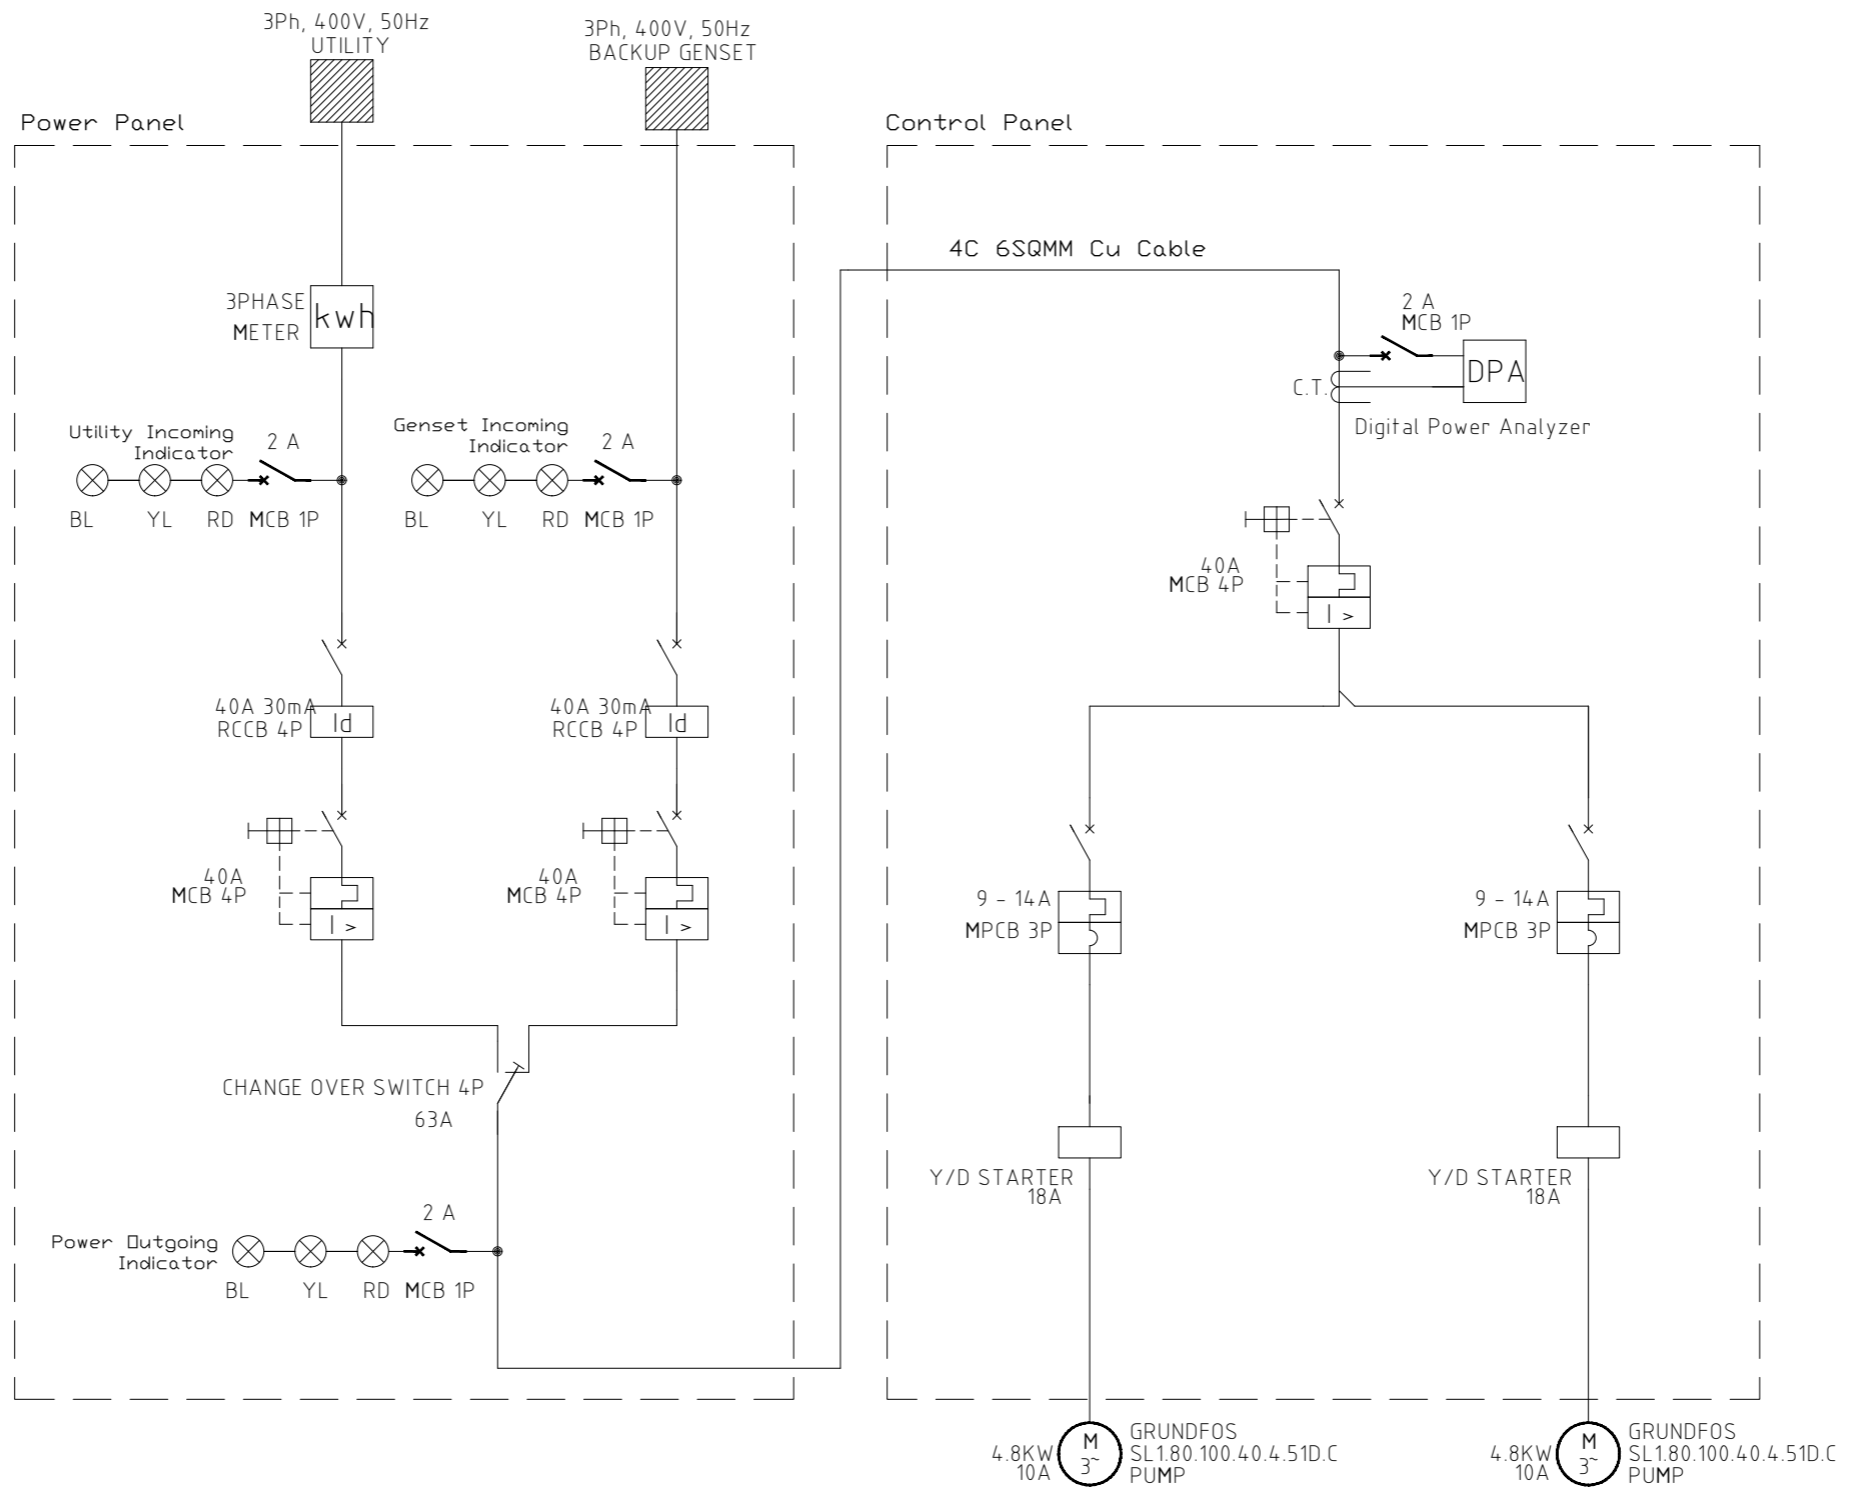 3Ph, 400V, 50Hz
UTILITY
3Ph, 400V, 50Hz
BACKUP GENSET
Power Panel
Control Panel
4C 6SQMM Cu Cable
3PHASE
METER
kwh
2 A
MCB 1P
DPA
C.T.
Digital Power Analyzer
Utility Incoming
Indicator
2 A
BL YL RD MCB 1P
Genset Incoming
Indicator
2 A
BL YL RD MCB 1P
40A
MCB 4P
I >
40A 30mA
RCCB 4P
Id
40A 30mA
RCCB 4P
Id
40A
MCB 4P
I >
40A
MCB 4P
I >
9 - 14A
MPCB 3P
9 - 14A
MPCB 3P
CHANGE OVER SWITCH 4P
63A
Y/D STARTER
18A
Y/D STARTER
18A
2 A
Power Outgoing
Indicator
BL YL RD MCB 1P
4.8KW
10A
M
3~
GRUNDFOS
SL1.80.100.40.4.51D.C
PUMP
4.8KW
10A
M
3~
GRUNDFOS
SL1.80.100.40.4.51D.C
PUMP